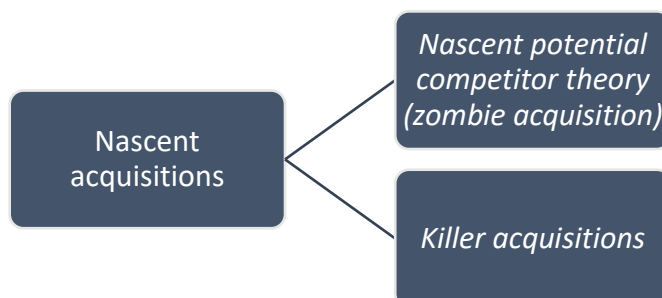 Nascent
acquisitions
Nascent potential
competitor theory
(zombie acquisition)
Killer acquisitions